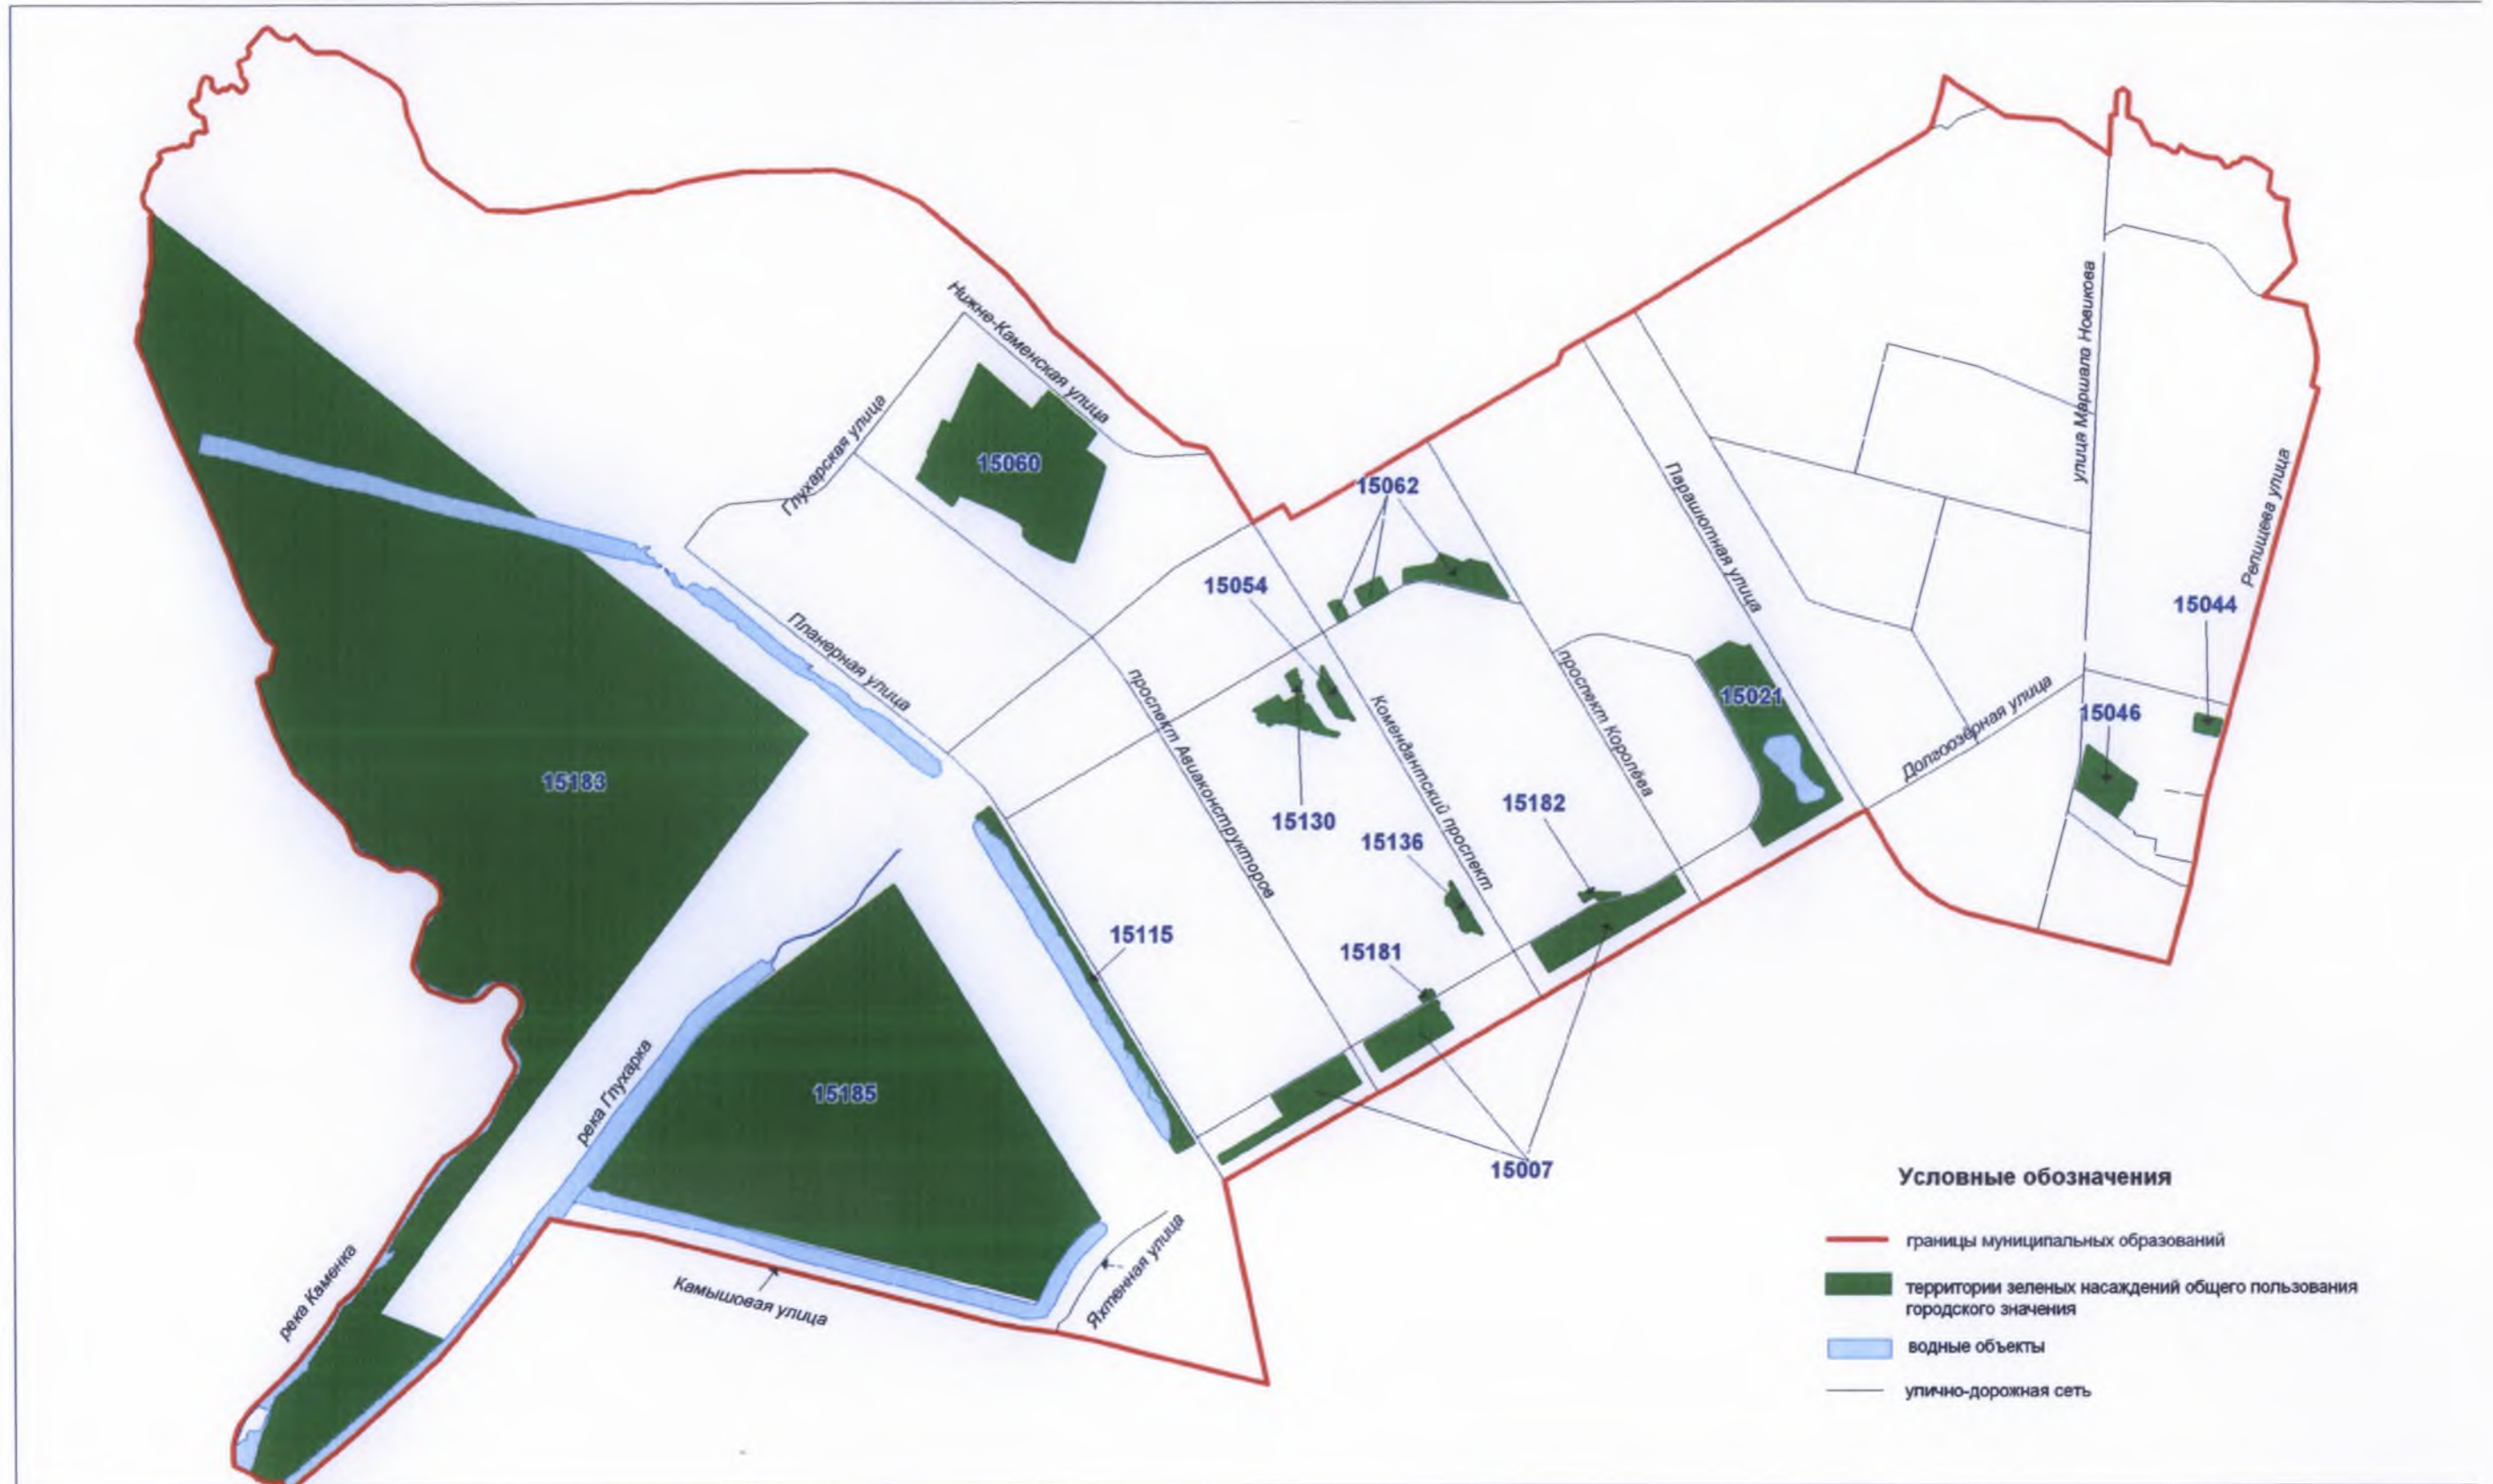 Нижне-Каменская улица
Глухарская улица
15060
15062
Парашютная улица
улица Маршала Новикова
Репищева улица
15054
15044
Планерная улица
проспект Авиаконструкторов
Комендантский проспект
проспект Королёва
15021
Долгоозёрная улица
15046
15183
15130
15136
15182
15115
15181
река Глухарка
15185
15007
река Каменка
Камышовая улица
Яхтенная улица
Условные обозначения
границы муниципальных образований
территории зеленых насаждений общего пользования
городского значения
водные объекты
улично-дорожная сеть